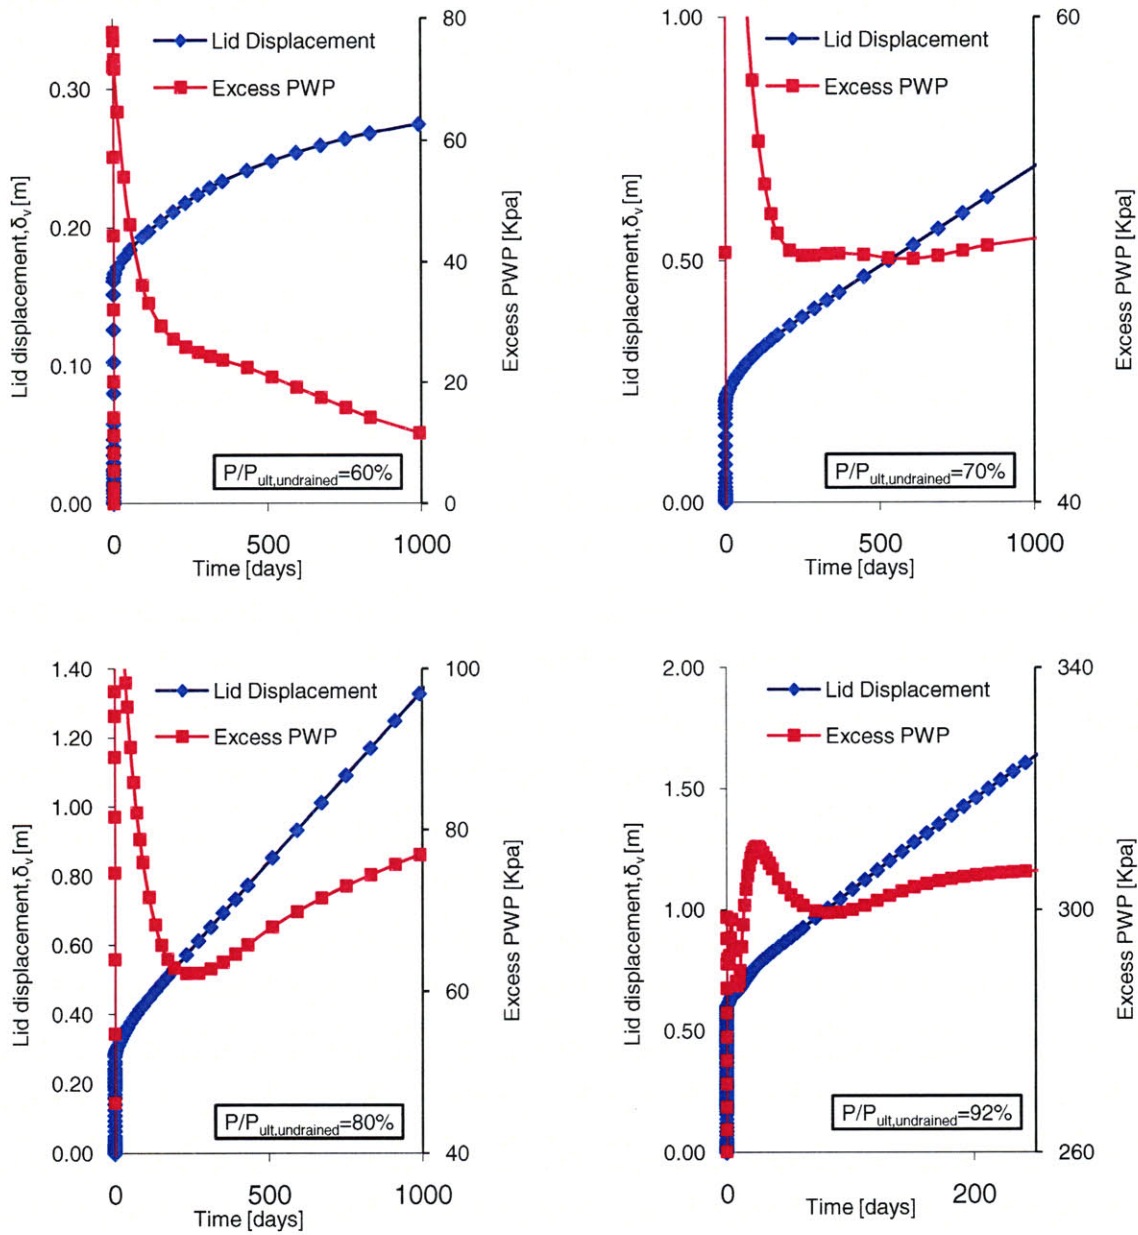 Lid Displacement
Excess PWP
0.30
0.20
0.10
0.00
80
60
40
20
0
0
500
1000
Lid displacement,δv [m]
Excess PWP [Kpa]
Time [days]
P/Pult,undrained=60%
Lid Displacement
Excess PWP
1.00
0.50
0.00
60
40
0
500
1000
Lid displacement,δv [m]
Excess PWP [Kpa]
Time [days]
P/Pult,undrained=70%
Lid Displacement
Excess PWP
1.40
1.20
1.00
0.80
0.60
0.40
0.20
0.00
100
80
60
40
0
500
1000
Lid displacement,δv [m]
Excess PWP [Kpa]
Time [days]
P/Pult,undrained=80%
Lid Displacement
Excess PWP
2.00
1.50
1.00
0.50
0.00
340
300
260
0
200
Lid displacement,δv [m]
Excess PWP [Kpa]
Time [days]
P/Pult,undrained=92%